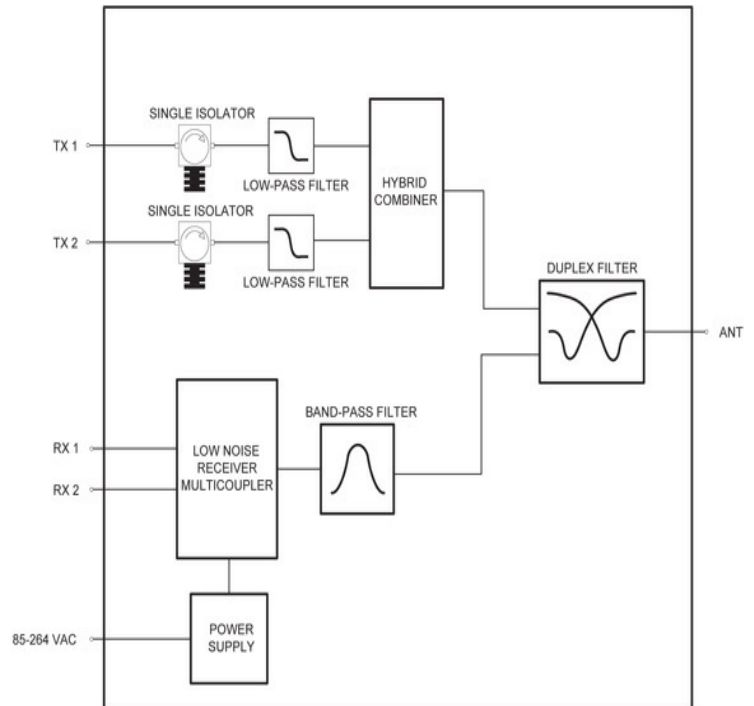 SINGLE ISOLATOR
TX 1
LOW-PASS FILTER
HYBRID
COMBINER
SINGLE ISOLATOR
TX 2
LOW-PASS FILTER
DUPLEX FILTER
ANT
BAND-PASS FILTER
RX 1
RX 2
LOW NOISE
RECEIVER
MULTICOUPLER
85-264 VAC
POWER
SUPPLY